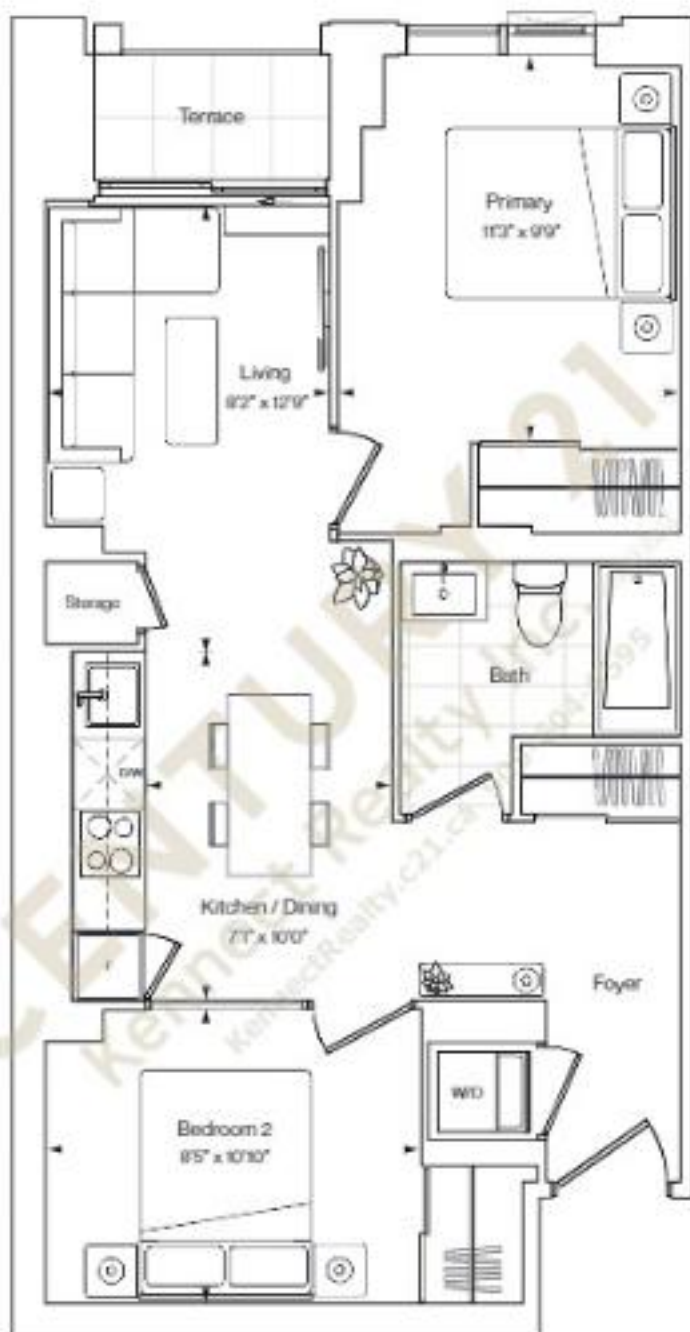 Terrace
Primary
11'3" x 9'9"
Living
8'2" x 12'9"
Storage
Bath
DW
Kitchen / Dining
7'1" x 10'0"
Foyer
W/D
Bedroom 2
8'5" x 10'10"
CENTURY 21
Kennect Realty Inc.
KennectRealty.c21.ca